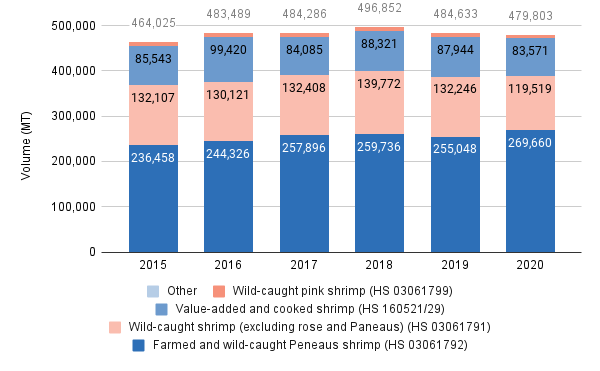 464,025 483,489 484,286 496,852 484,633 479,803
500,000
85,543 99,420 84,085 88,321 87,944 83,571
400,000
132,107 130,121 132,408 139,772 132,246 119,519
300,000
Volume (MT)
236,458 244,326 257,896 259,736 255,048 269,660
200,000
100,000
0
2015 2016 2017 2018 2019 2020
Other Wild-caught pink shrimp (HS 03061799)
Value-added and cooked shrimp (HS 160521/29)
Wild-caught shrimp (excluding rose and Paneaus) (HS 03061791)
Farmed and wild-caught Peneaus shrimp (HS 03061792)